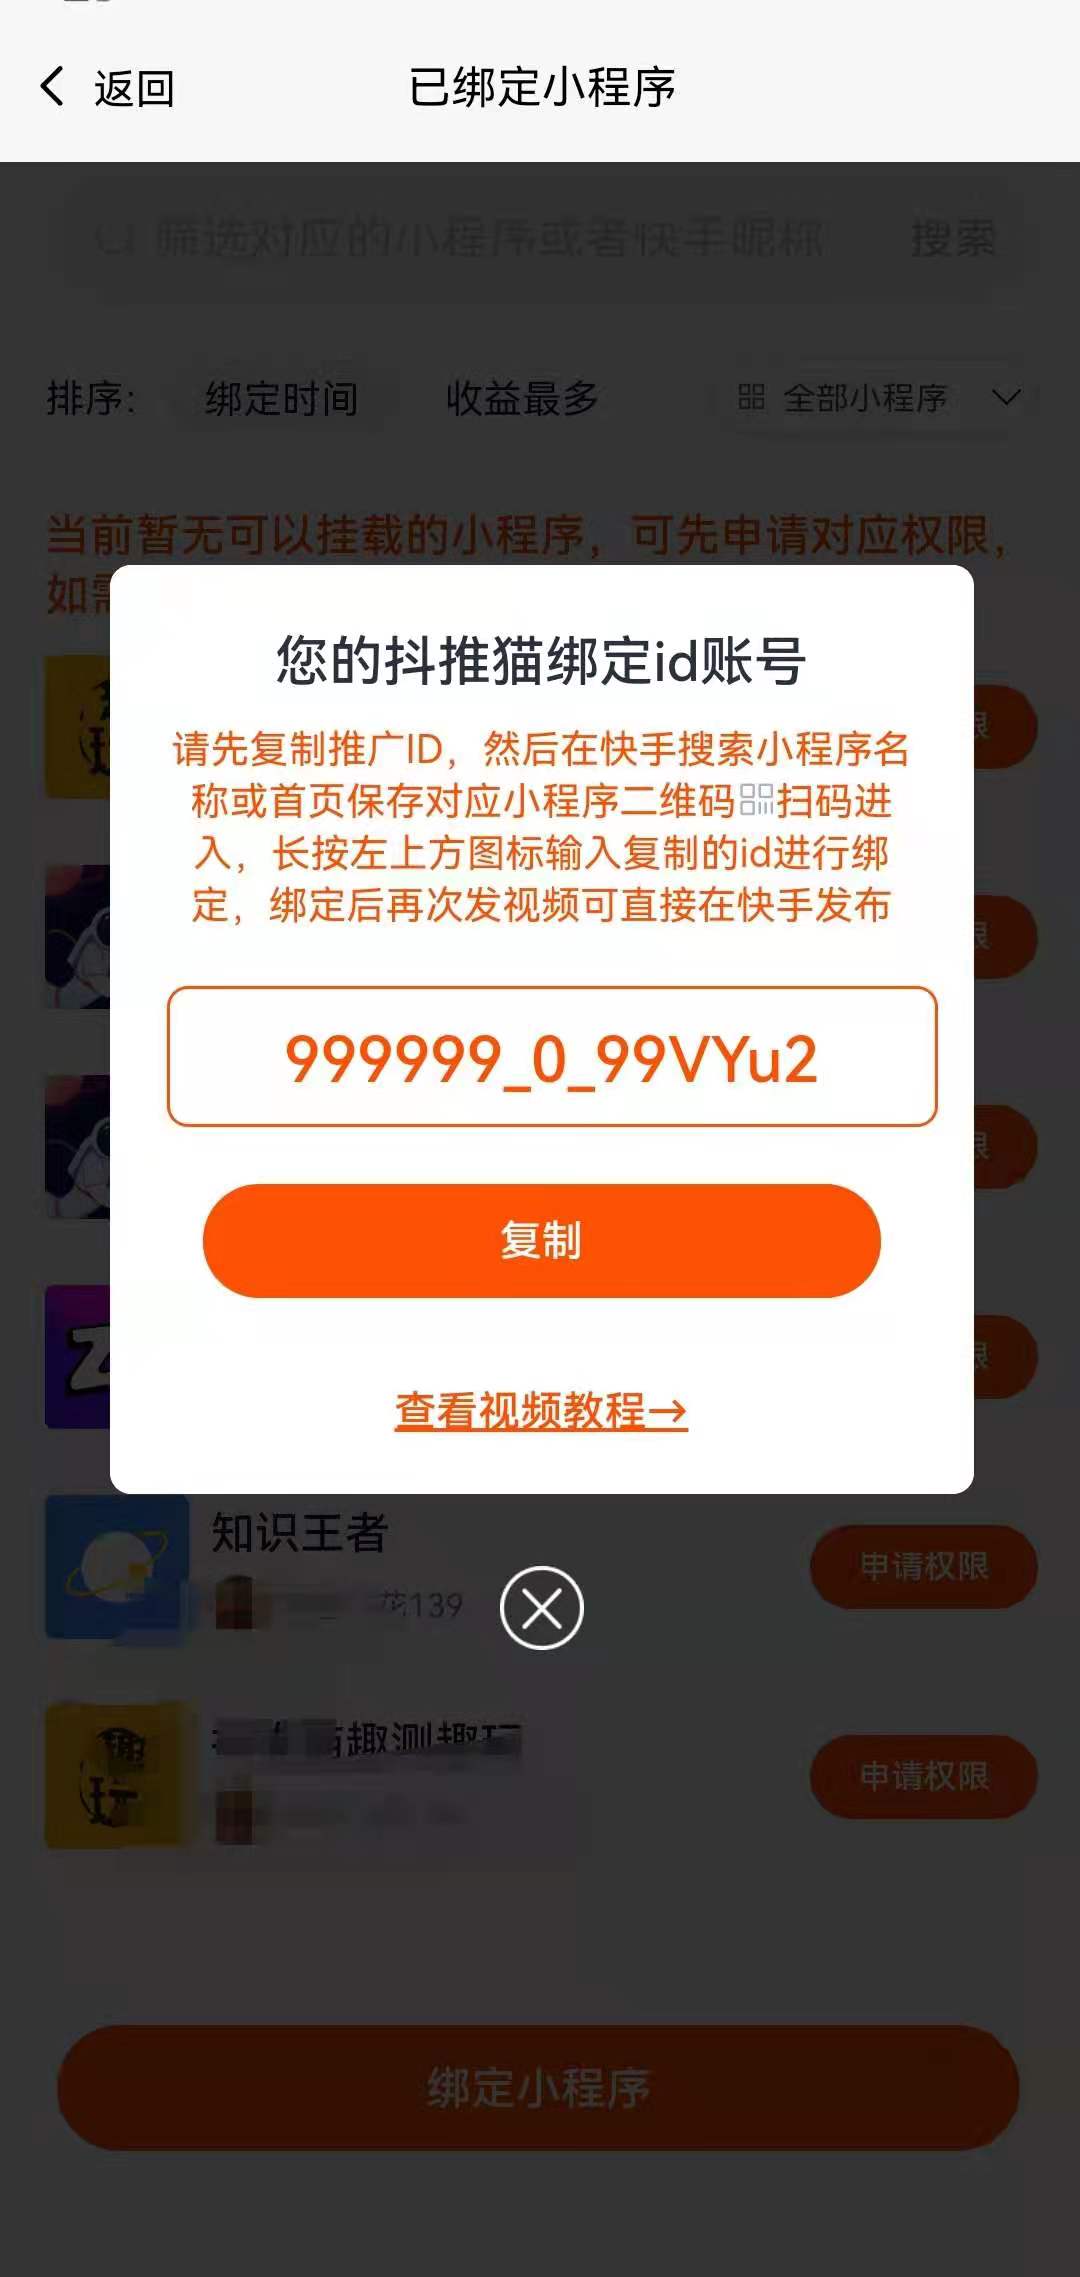 返回
已绑定小程序
筛选对应的小程序或者快手昵称
搜索
排序:
绑定时间
收益最多
全部小程序
当前暂无可以挂载的小程序，可先申请对应权限，
如需
您的抖推猫绑定id账号
请先复制推广ID，然后在快手搜索小程序名
称或首页保存对应小程序二维码扫码进
入，长按左上方图标输入复制的id进行绑
定，绑定后再次发视频可直接在快手发布
999999_0_99VYu2
复制
查看视频教程→
知识王者
花139
申请权限
趣玩
有趣测趣玩
申请权限
绑定小程序